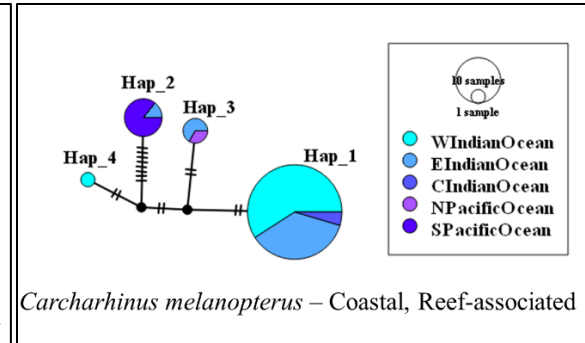 Hap_2
Hap_3
Hap_4
Hap_1
10 samples
1 sample
WIndianOcean
EIndianOcean
CIndianOcean
NPacificOcean
SPacificOcean
Carcharhinus melanopterus – Coastal, Reef-associated